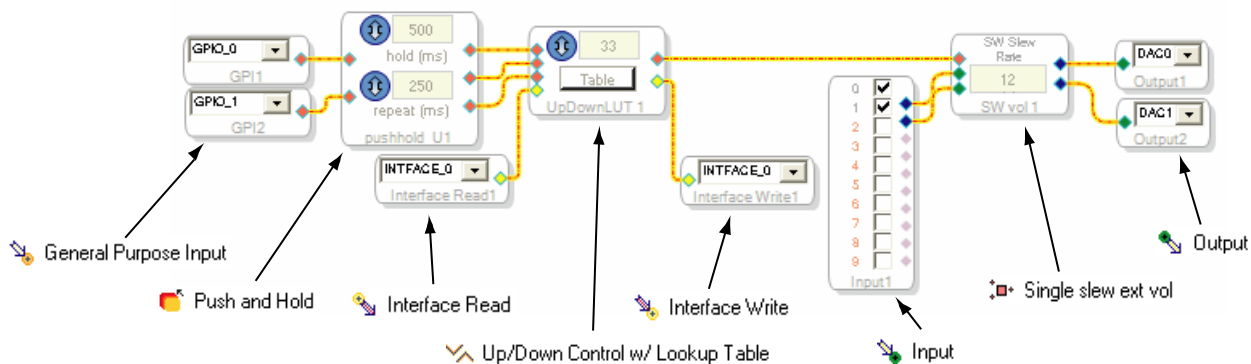 GPIO_0
GPI1
GPIO_1
GPI2
500
hold (ms)
250
repeat (ms)
pushhold U1
33
Table
UpDownLUT 1
INTFACE_0
Interface Read1
INTFACE_0
Interface Write1
0
1
2
3
4
5
6
7
8
9
Input1
SW Slew
Rate
12
SW vol 1
DAC0
Output1
DAC1
Output2
General Purpose Input
Push and Hold
Interface Read
Up/Down Control w/ Lookup Table
Interface Write
Input
Single slew ext vol
Output